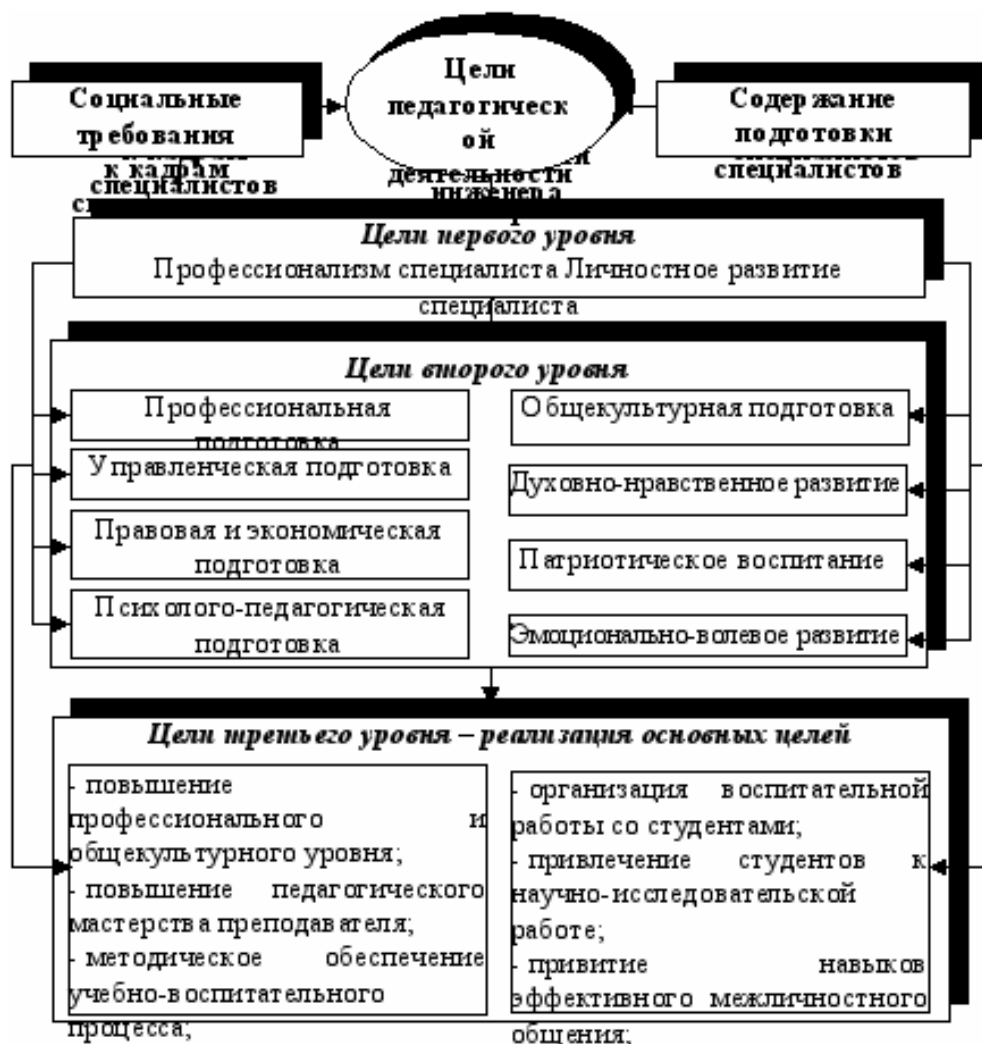 Социальные
требования
к кадрам
специалистов
Цели
педагогическ
ой
деятельности
инженера
Содержание
подготовки
специалистов
Цели первого уровня
Профессионализм специалиста Личностное развитие
специалиста
Цели второго уровня
Профессиональная
подготовка
Управленческая подготовка
Правовая и экономическая
подготовка
Психолого-педагогическая
подготовка
Общекультурная подготовка
Духовно-нравственное развитие
Патриотическое воспитание
Эмоционально-волевое развитие
Цели третьего уровня – реализация основных целей
- повышение
профессионального и
общекультурного уровня;
- повышение педагогического
мастерства преподавателя;
- методическое обеспечение
учебно-воспитательного
процесса;
- организация воспитательной
работы со студентами;
- привлечение студентов к
научно-исследовательской
работе;
- привитие навыков
эффективного межличностного
общения;